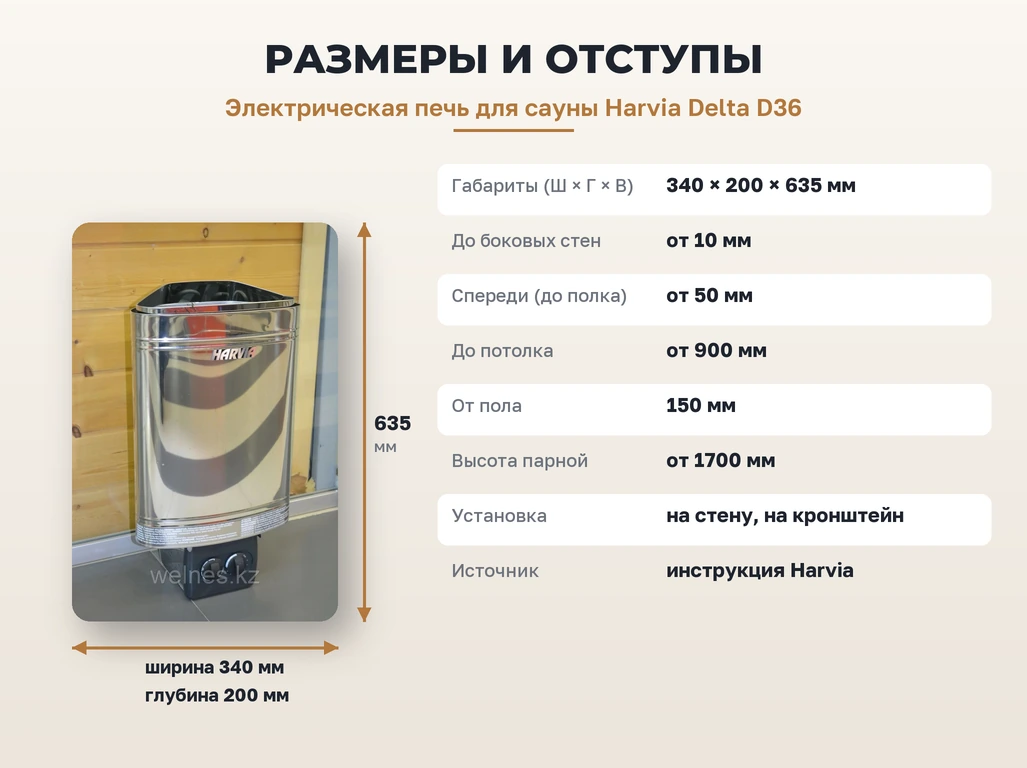 РАЗМЕРЫ И ОТСТУПЫ
Электрическая печь для сауны Harvia Delta D36
Габариты (Ш × Г × В) 340 × 200 × 635 мм
До боковых стен от 10 мм
Спереди (до полка) от 50 мм
До потолка от 900 мм
От пола 150 мм
Высота парной от 1700 мм
Установка на стену, на кронштейн
Источник инструкция Harvia
HARVIA
welnes.kz
635
мм
ширина 340 мм
глубина 200 мм